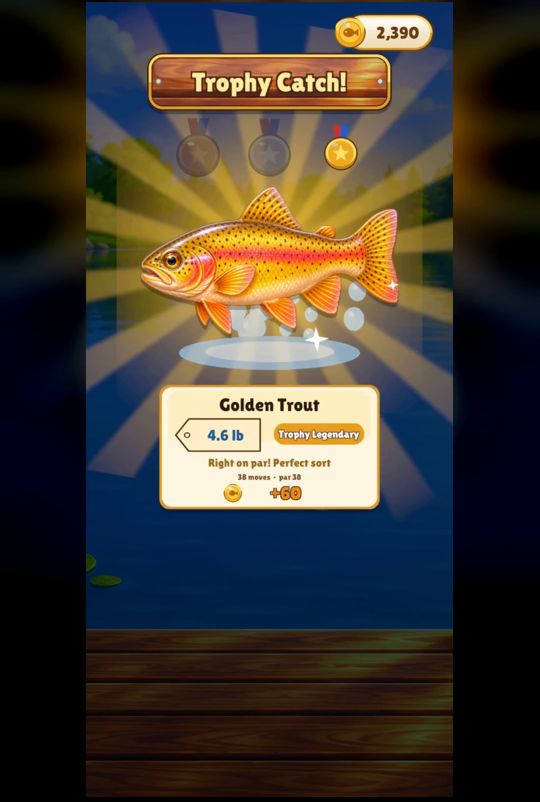 2,390
Trophy Catch!
Golden Trout
4.6 lb
Trophy Legendary
Right on par! Perfect sort
38 moves · par 38
+60